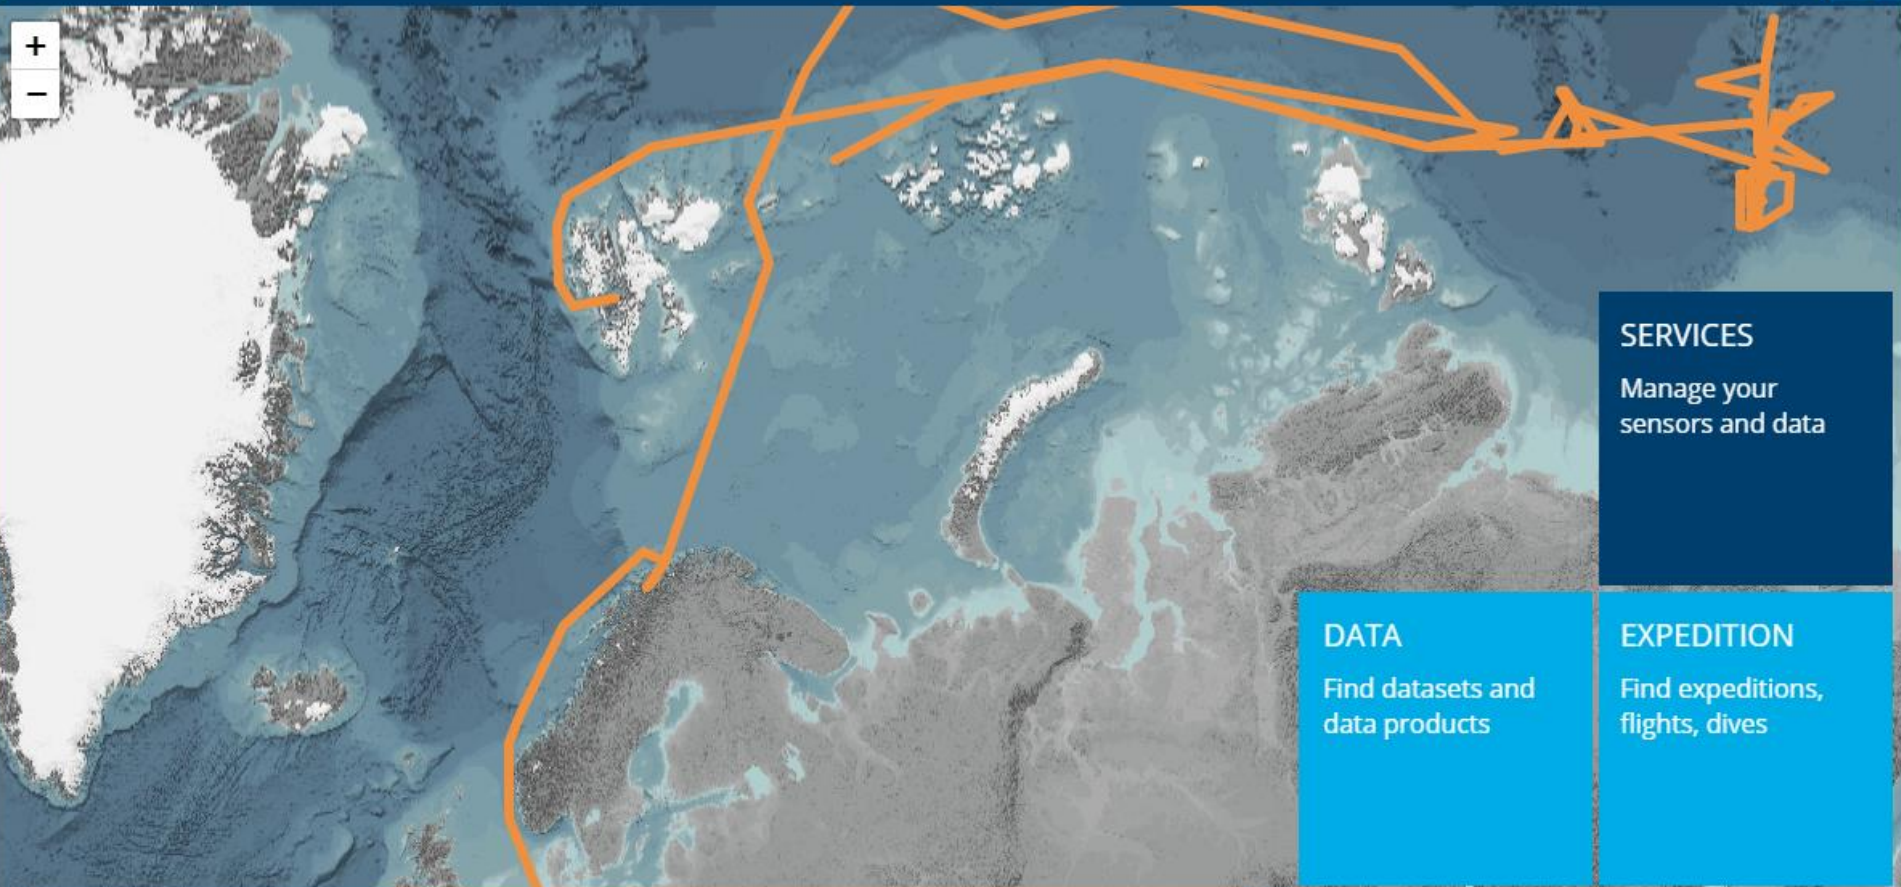 +
−
SERVICES
Manage your
sensors and data
DATA
Find datasets and
data products
EXPEDITION
Find expeditions,
flights, dives